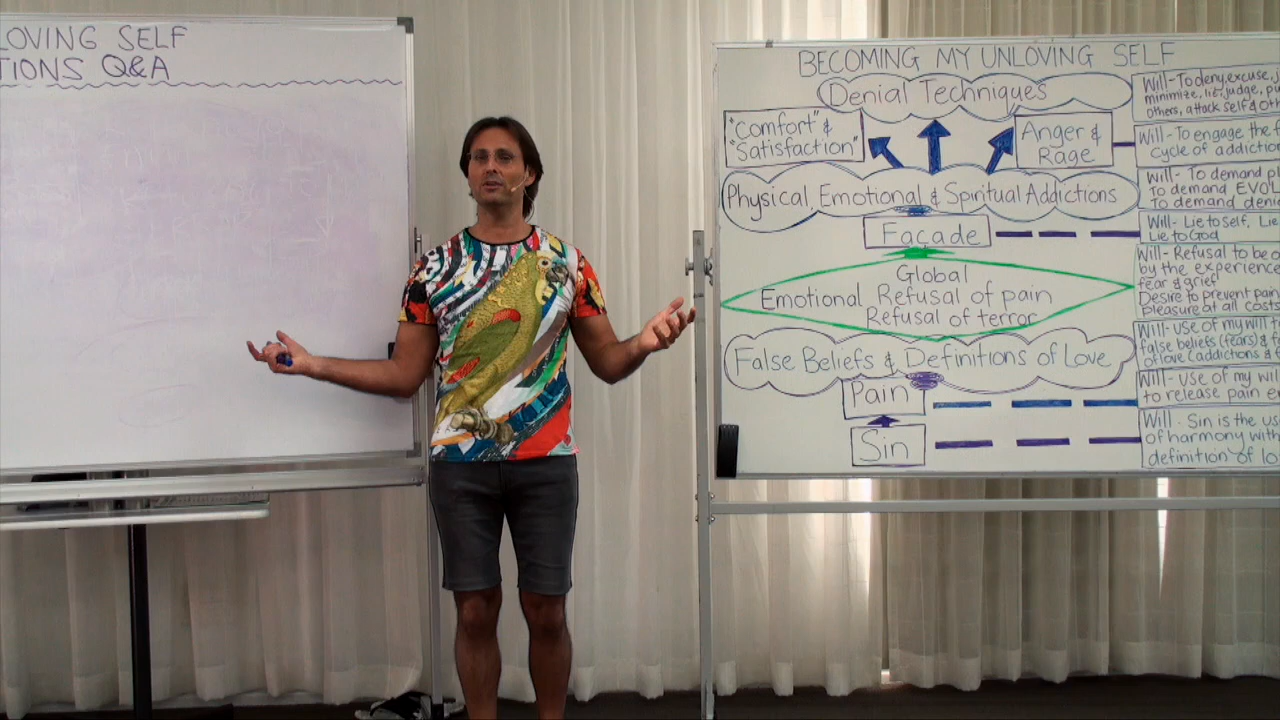 LOVING SELF
TIONS Q&A
BECOMING MY UNLOVING SELF
Denial Techniques
"Comfort" &
"Satisfaction"
Anger &
Rage
Physical, Emotional & Spiritual Addictions
Façade
Global
Emotional Refusal of pain
Refusal of terror
False Beliefs & Definitions of Love
Pain
Sin
Will - To deny, excuse,
minimize, lie, judge,
others, attack self &
Will - To engage the
cycle of addiction
Will - To demand
To demand
To demand
Will - Lie to self, Lie
Lie to God
Will - Refusal to be
by the experience
fear & grief
Desire to prevent pain
pleasure at all costs
Will - use of my will
false beliefs (fears) &
of love (addictions &
Will - use of my
to release pain
Will - Sin is the
of harmony with
definition of